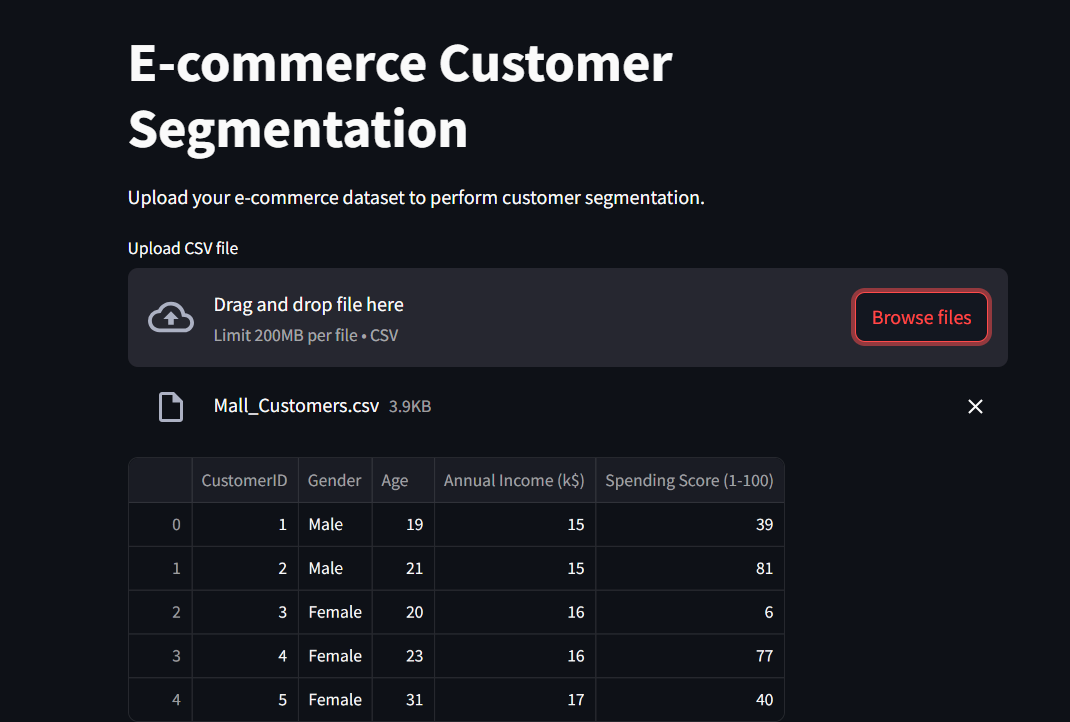 E-commerce Customer
Segmentation
Upload your e-commerce dataset to perform customer segmentation.
Upload CSV file
Drag and drop file here
Limit 200MB per file • CSV
Browse files
Mall_Customers.csv 3.9KB
CustomerID Gender Age Annual Income (k$) Spending Score (1-100)
0 1 Male 19 15 39
1 2 Male 21 15 81
2 3 Female 20 16 6
3 4 Female 23 16 77
4 5 Female 31 17 40